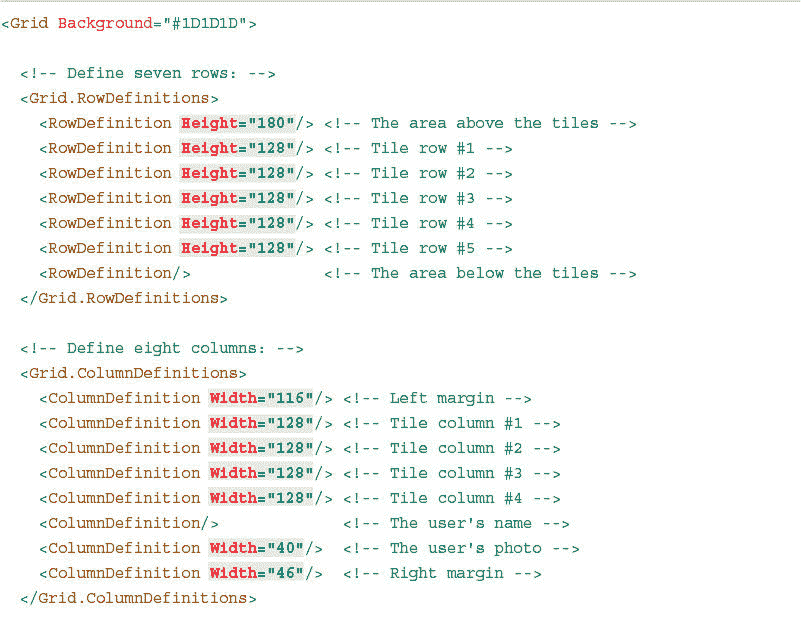 <Grid Background="#1D1D1D">
<!-- Define seven rows: -->
<Grid.RowDefinitions>
<RowDefinition Height="180"/> <!-- The area above the tiles -->
<RowDefinition Height="128"/> <!-- Tile row #1 -->
<RowDefinition Height="128"/> <!-- Tile row #2 -->
<RowDefinition Height="128"/> <!-- Tile row #3 -->
<RowDefinition Height="128"/> <!-- Tile row #4 -->
<RowDefinition Height="128"/> <!-- Tile row #5 -->
<RowDefinition/> <!-- The area below the tiles -->
</Grid.RowDefinitions>
<!-- Define eight columns: -->
<Grid.ColumnDefinitions>
<ColumnDefinition Width="116"/> <!-- Left margin -->
<ColumnDefinition Width="128"/> <!-- Tile column #1 -->
<ColumnDefinition Width="128"/> <!-- Tile column #2 -->
<ColumnDefinition Width="128"/> <!-- Tile column #3 -->
<ColumnDefinition Width="128"/> <!-- Tile column #4 -->
<ColumnDefinition/> <!-- The user's name -->
<ColumnDefinition Width="40"/> <!-- The user's photo -->
<ColumnDefinition Width="46"/> <!-- Right margin -->
</Grid.ColumnDefinitions>